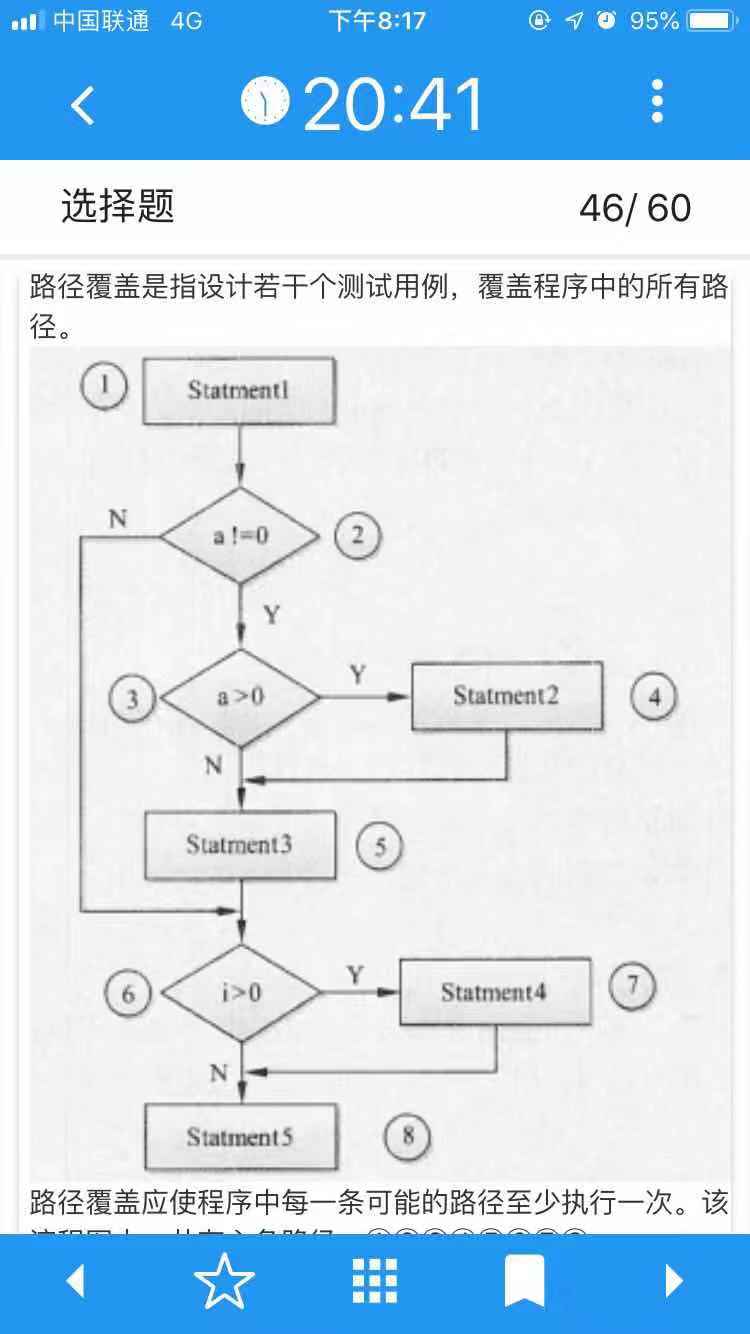 中国联通 4G 下午8:17 95%
20:41
选择题 46/ 60
路径覆盖是指设计若干个测试用例，覆盖程序中的所有路
径。
① Statment1
N a !=0 ②
Y
③ a >0 Y Statment2 ④
N
Statment3 ⑤
⑥ i>0 Y Statment4 ⑦
N
Statment5 ⑧
路径覆盖应使程序中每一条可能的路径至少执行一次。该